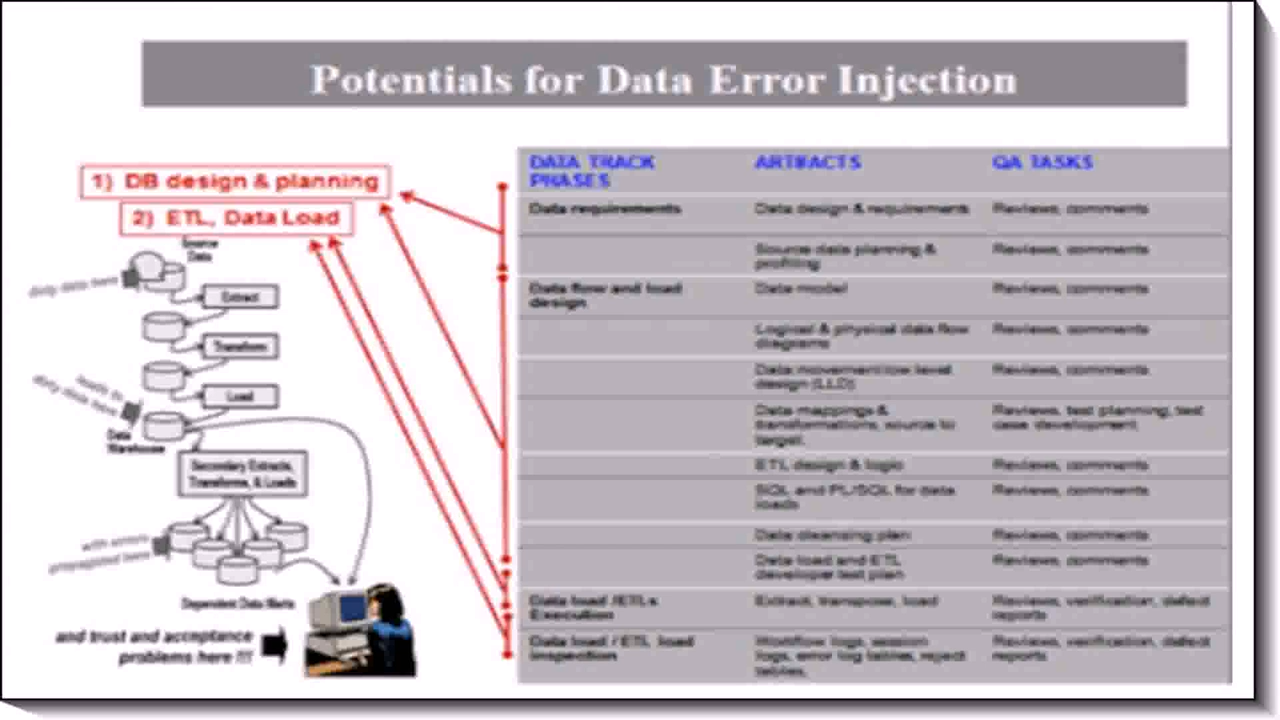 Potentials for Data Error Injection
1) DB design & planning
2) ETL, Data Load
Source
Data
dirty data here
Extract
Transform
Load
leads to
dirty data here
Data
Warehouse
Secondary Extracts,
Transforms, & Loads
with errors
propagated here
Dependent Data Marts
and trust and acceptance
problems here !!!
DATA TRACK
PHASES
ARTIFACTS
QA TASKS
Data requirements
Data design & requirements
Reviews, comments
Source data planning &
profiling
Reviews, comments
Data flow and load
design
Data model
Reviews, comments
Logical & physical data flow
diagrams
Reviews, comments
Data movement low level
design (LLD)
Reviews, comments
Data mappings &
transformations, source to
target.
Reviews, test planning, test
case development
ETL design & logic
Reviews, comments
SQL and PL/SQL for data
loads
Reviews, comments
Data cleansing plan
Reviews, comments
Data load and ETL
developer test plan
Reviews, comments
Data load /ETLs
Execution
Extract, transpose, load
Reviews, verification, defect
reports
Data load / ETL load
inspection
Workflow logs, session
logs, error log tables, reject
tables,
Reviews, verification, defect
reports